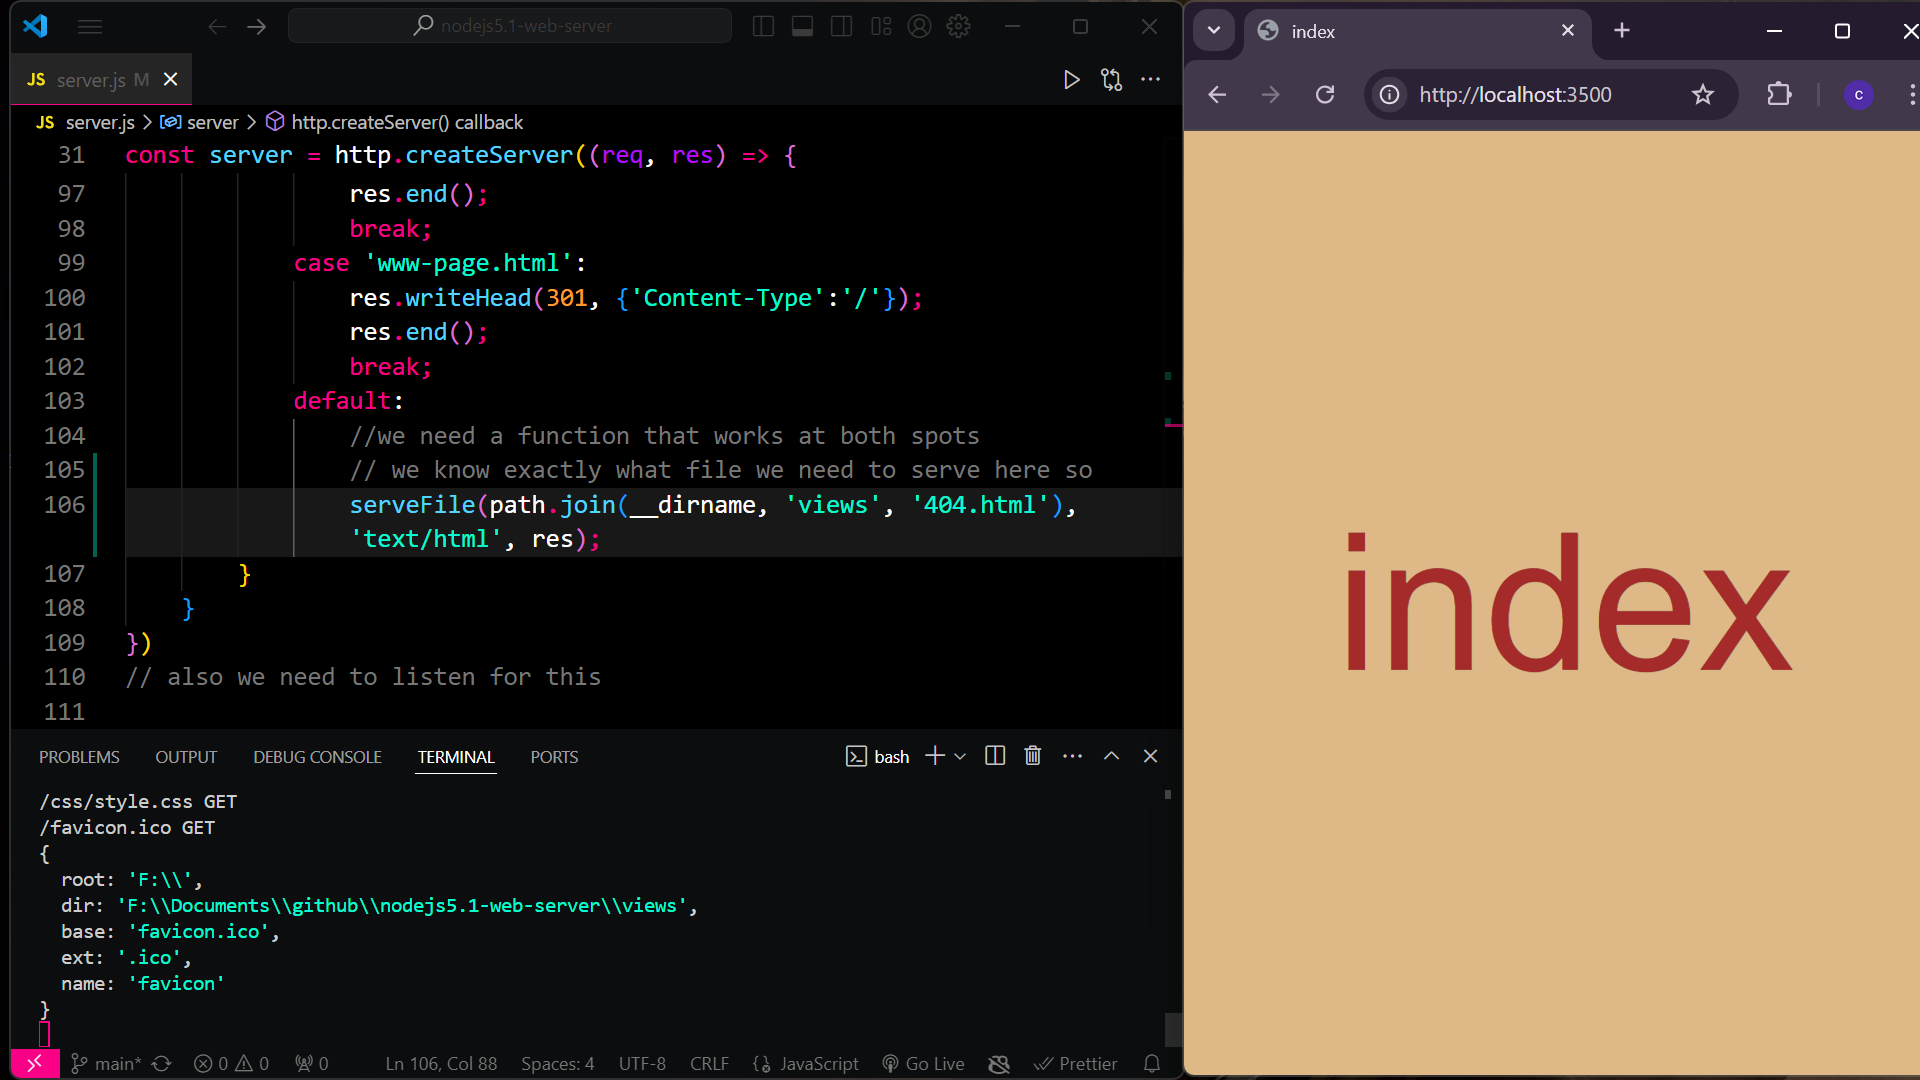 nodejs5.1-web-server
JS server.js M
JS server.js > server > http.createServer() callback
31 const server = http.createServer((req, res) => {
97 res.end();
98 break;
99 case 'www-page.html':
100 res.writeHead(301, {'Content-Type':'/'});
101 res.end();
102 break;
103 default:
104 //we need a function that works at both spots
105 // we know exactly what file we need to serve here so
106 serveFile(path.join(__dirname, 'views', '404.html'),
'text/html', res);
107 }
108 }
109 })
110 // also we need to listen for this
111
PROBLEMS OUTPUT DEBUG CONSOLE TERMINAL PORTS bash
/css/style.css GET
/favicon.ico GET
{
root: 'F:\\',
dir: 'F:\\Documents\\github\\nodejs5.1-web-server\\views',
base: 'favicon.ico',
ext: '.ico',
name: 'favicon'
}
main* 0 0 0 Ln 106, Col 88 Spaces: 4 UTF-8 CRLF {} JavaScript Go Live Prettier
index
http://localhost:3500
c
index